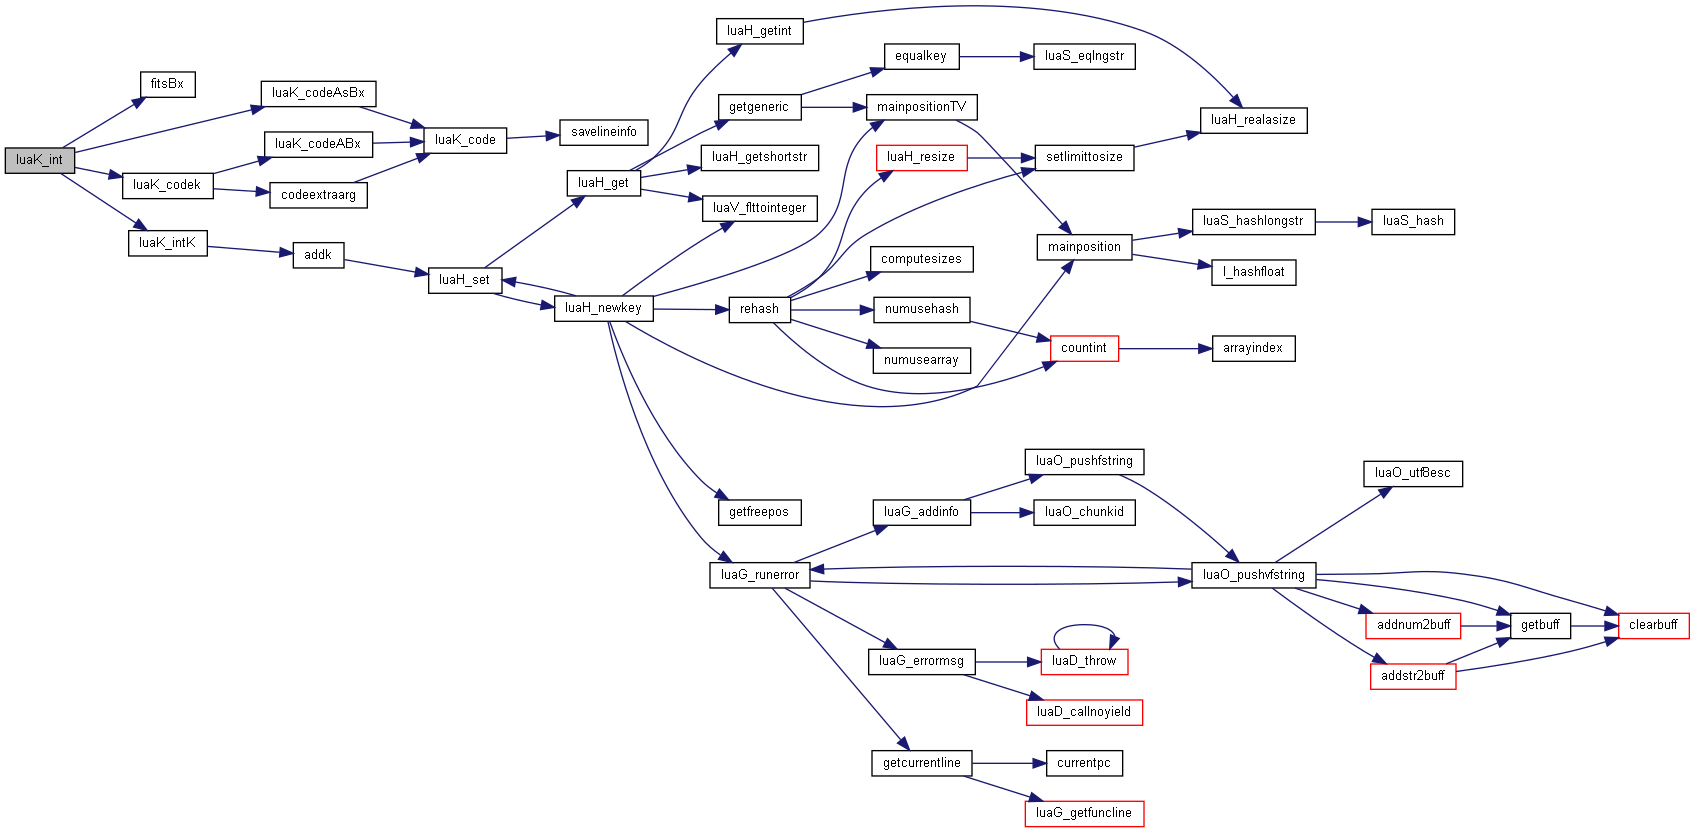 luaK_int
fitsBx
luaK_codeAsBx
luaK_codeABx
luaK_codek
codeextraarg
luaK_intK
luaK_code
savelineinfo
addk
luaH_set
luaH_get
luaH_newkey
luaH_getint
getgeneric
luaH_getshortstr
luaV_flttointeger
equalkey
luaS_eqlngstr
mainpositionTV
luaH_resize
setlimittosize
luaH_realasize
mainposition
luaS_hashlongstr
luaS_hash
l_hashfloat
rehash
computesizes
numusehash
numusearray
countint
arrayindex
getfreepos
luaG_runerror
luaG_addinfo
luaO_pushfstring
luaO_chunkid
luaO_pushvfstring
luaO_utf8esc
addnum2buff
addstr2buff
getbuff
clearbuff
luaG_errormsg
luaD_throw
luaD_callnoyield
getcurrentline
currentpc
luaG_getfuncline